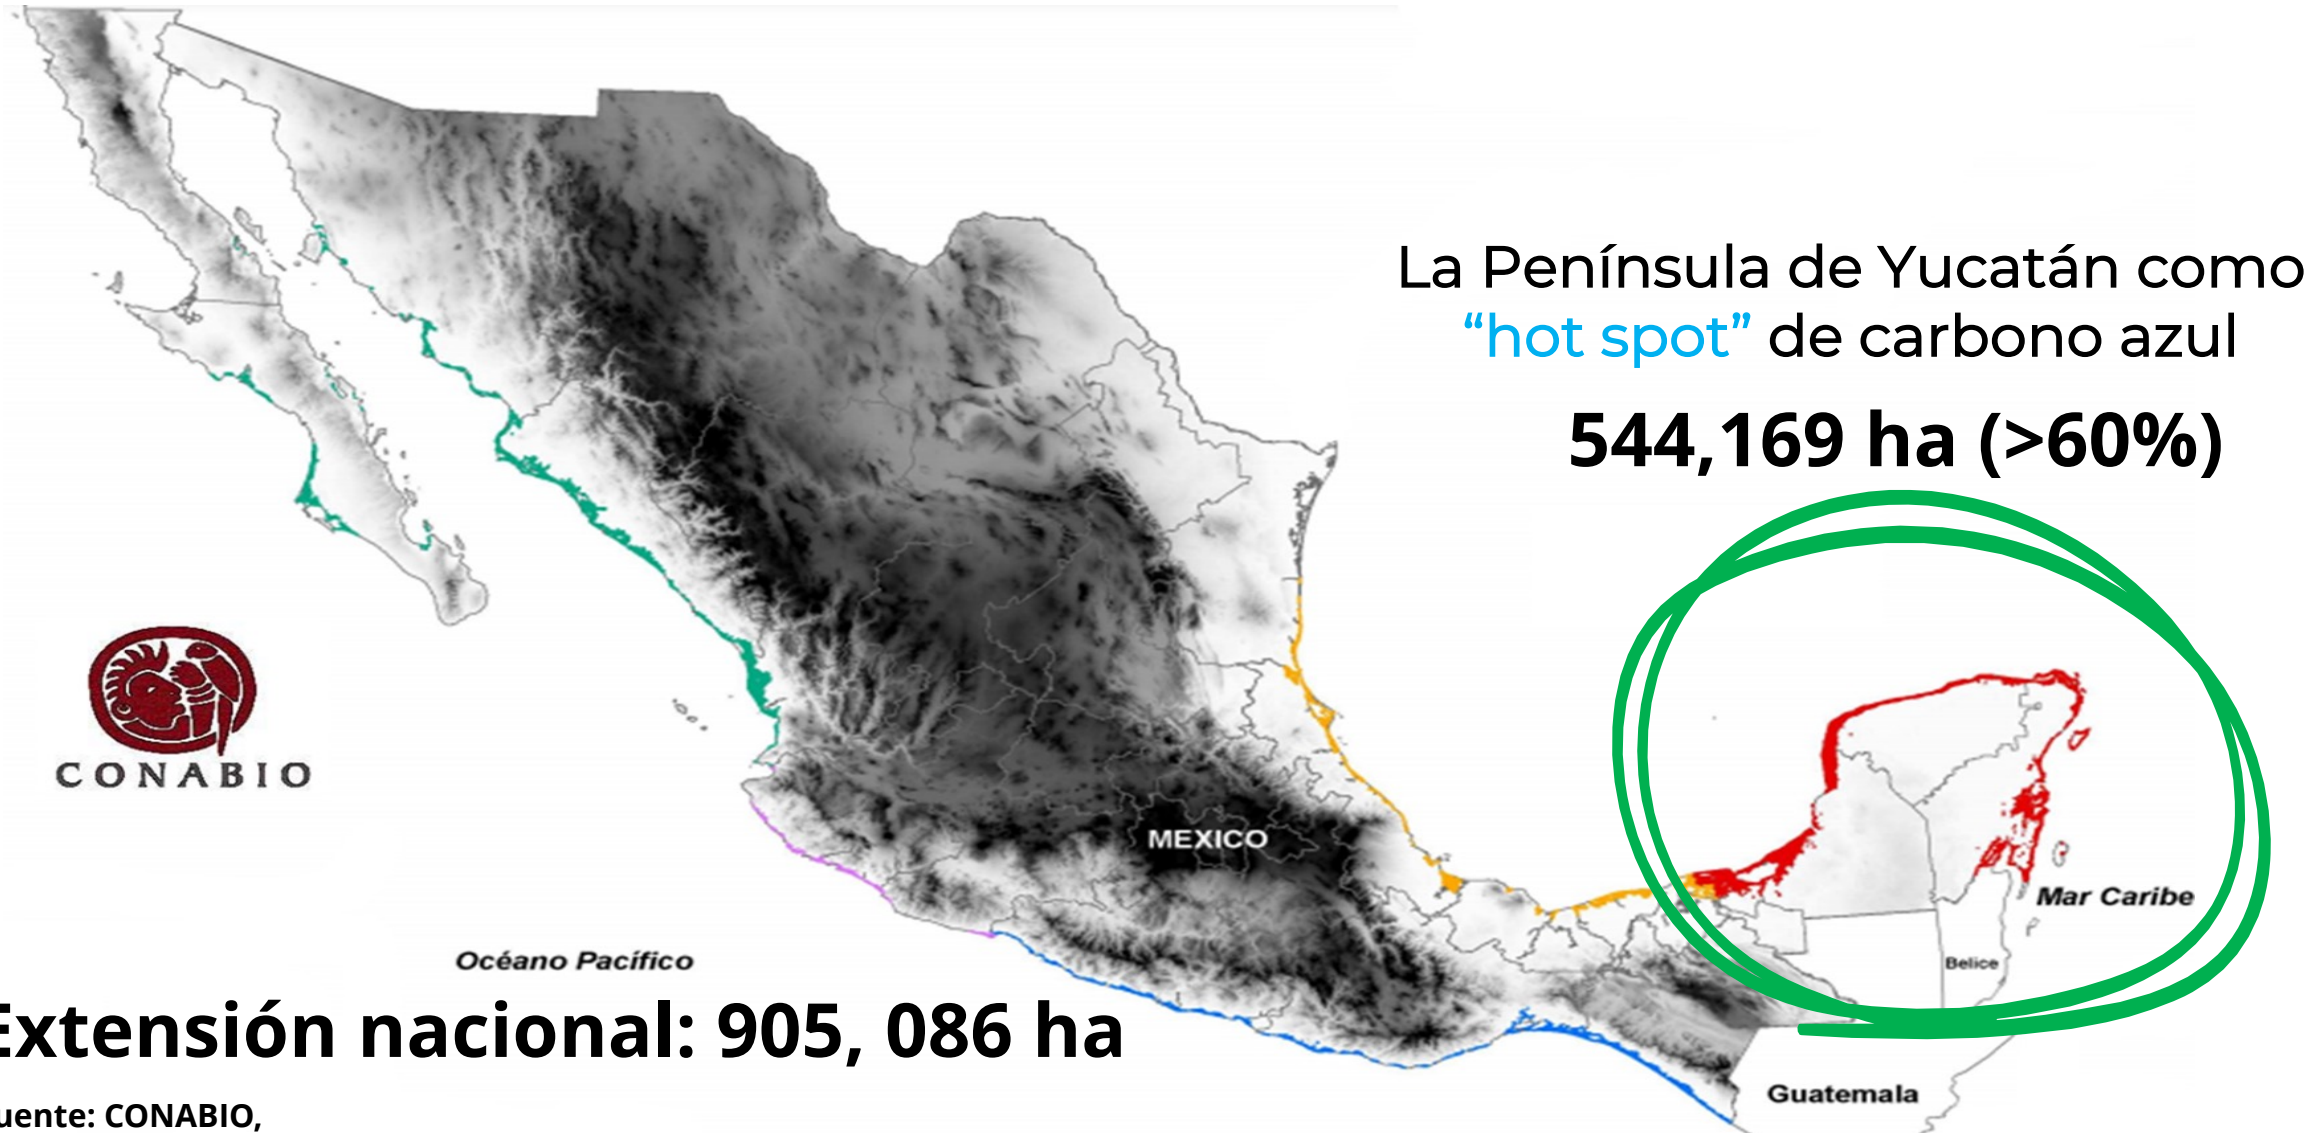 La Península de Yucatán como
“hot spot” de carbono azul
544,169 ha (>60%)
CONABIO
MEXICO
Mar Caribe
Belice
Océano Pacífico
Extensión nacional: 905, 086 ha
Guatemala
uente: CONABIO,